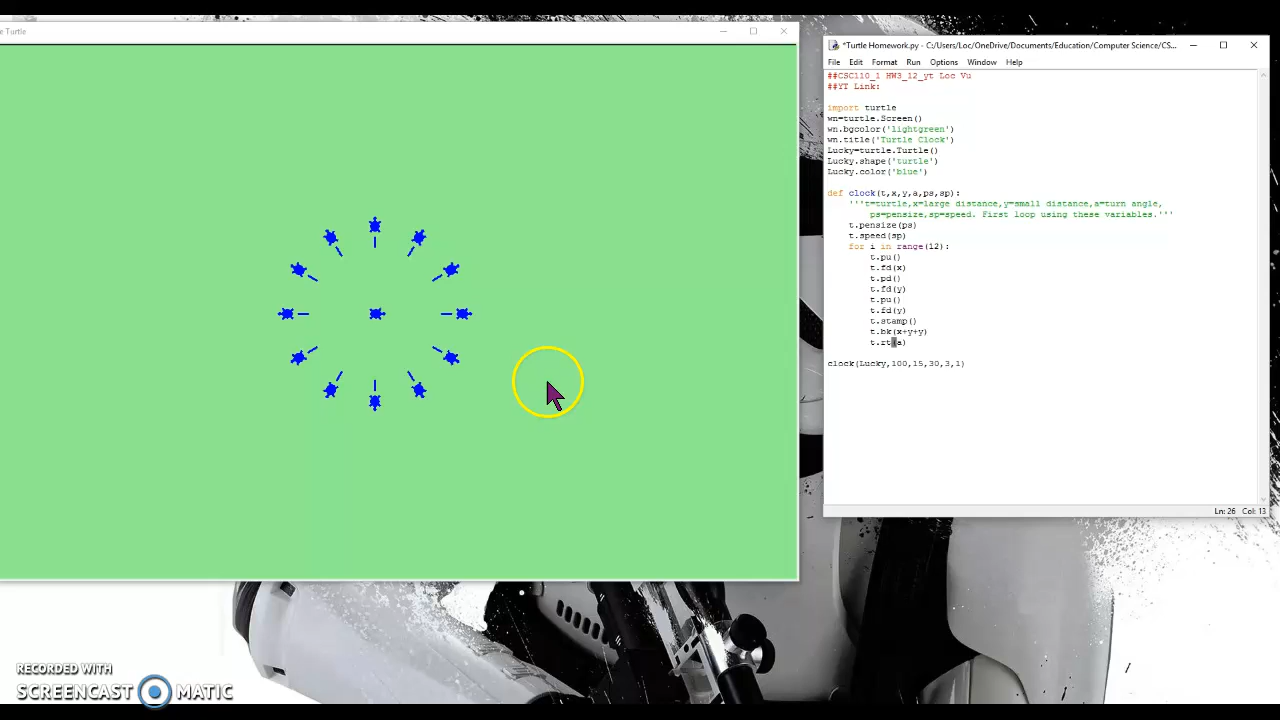 e Turtle
*Turtle Homework.py - C:/Users/Loc/OneDrive/Documents/Education/Computer Science/CS...
File Edit Format Run Options Window Help
##CSC110_1 HW3_12_yt Loc Vu
##YT Link:
import turtle
wn=turtle.Screen()
wn.bgcolor('lightgreen')
wn.title('Turtle Clock')
Lucky=turtle.Turtle()
Lucky.shape('turtle')
Lucky.color('blue')
def clock(t,x,y,a,ps,sp):
'''t=turtle,x=large distance,y=small distance,a=turn angle,
ps=pensize,sp=speed. First loop using these variables.'''
t.pensize(ps)
t.speed(sp)
for i in range(12):
t.pu()
t.fd(x)
t.pd()
t.fd(y)
t.pu()
t.fd(y)
t.stamp()
t.bk(x+y+y)
t.rt(a)
clock(Lucky,100,15,30,3,1)
Ln: 26 Col: 13
RECORDED WITH
SCREENCAST MATIC